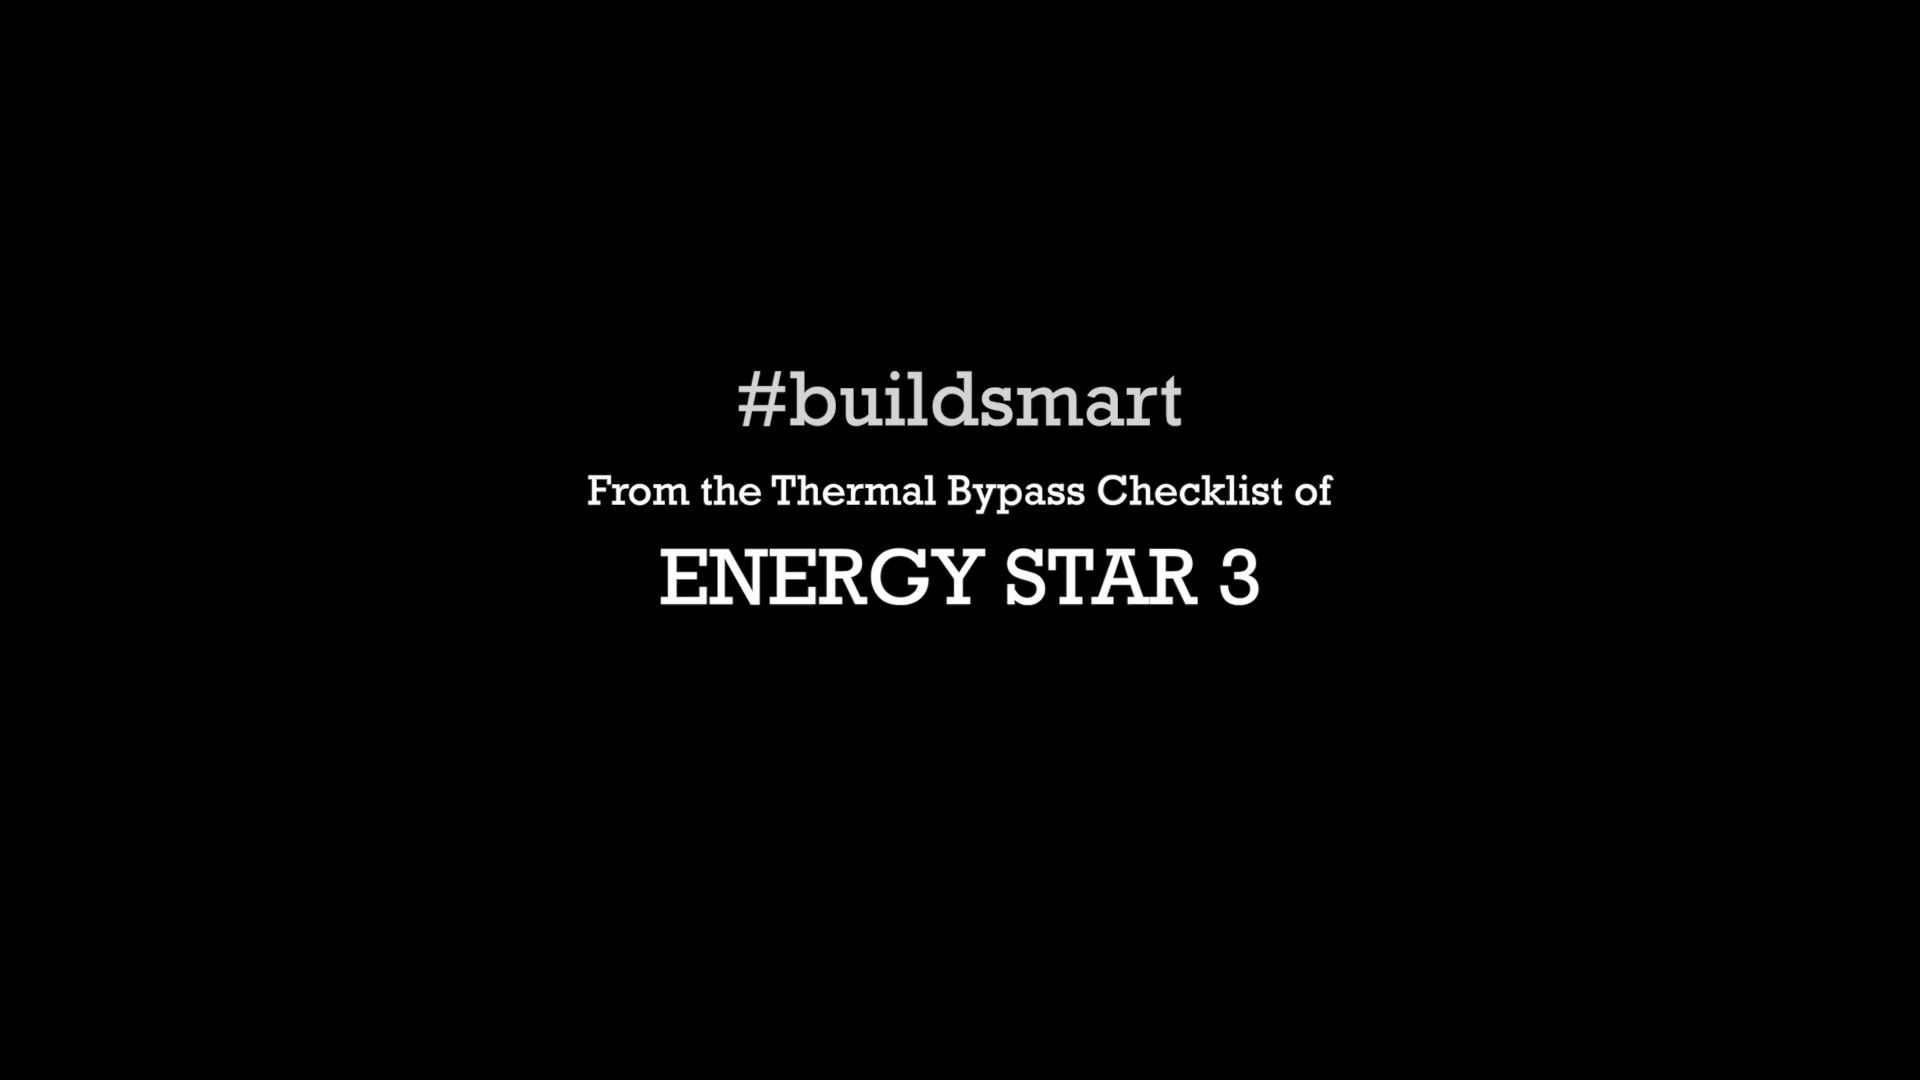 #buildsmart
From the Thermal Bypass Checklist of
ENERGY STAR 3